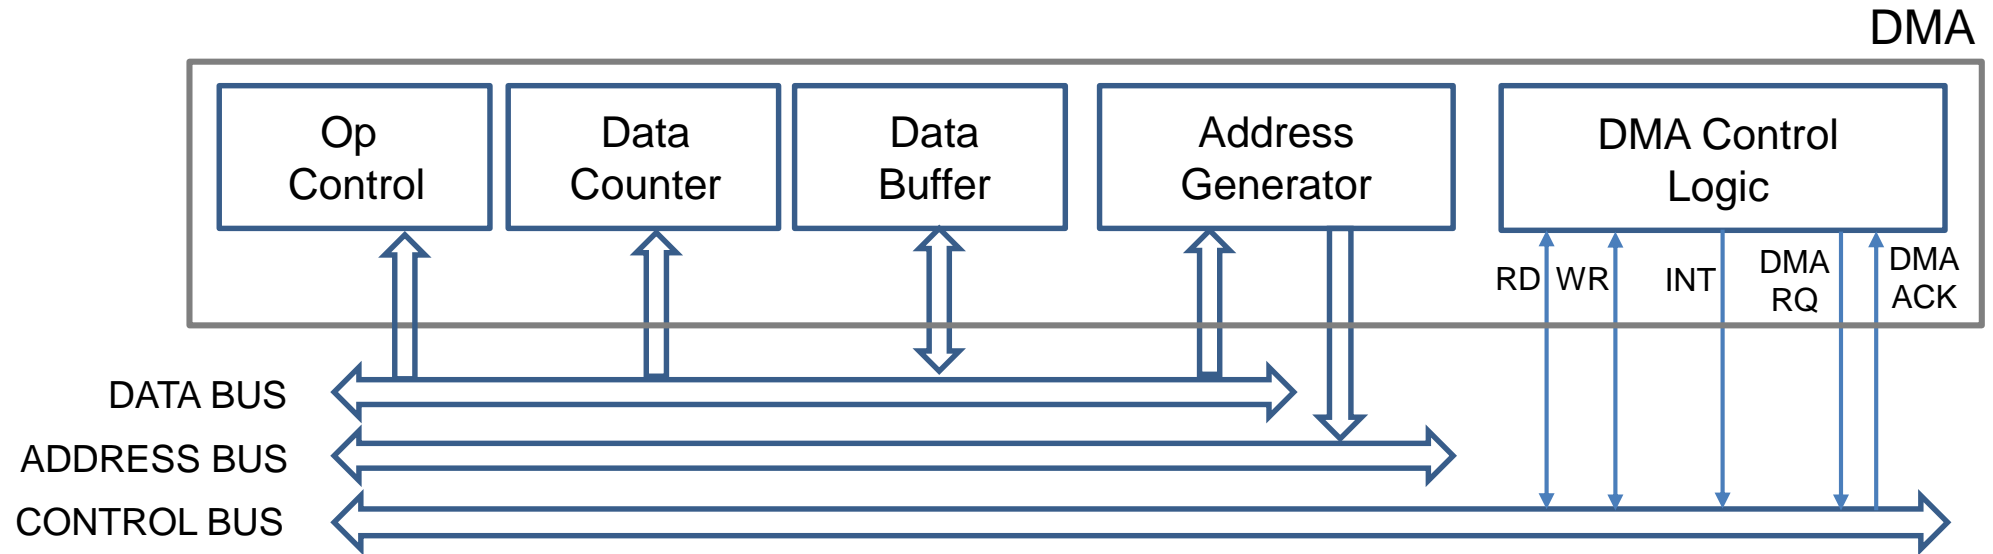 DMA
Op
Control
Data
Counter
Data
Buffer
Address
Generator
DMA Control
Logic
RD
WR
INT
DMA
RQ
DMA
ACK
DATA BUS
ADDRESS BUS
CONTROL BUS